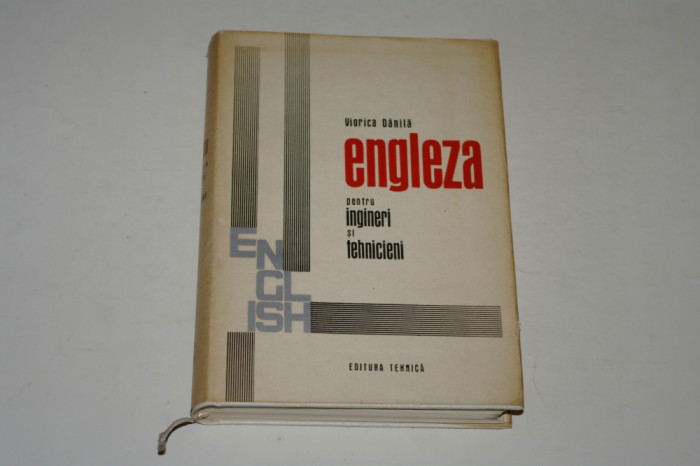 Viorica Dănilă
engleza
pentru
ingineri
și
tehnicieni
EN
GL
ISH
EDITURA TEHNICĂ